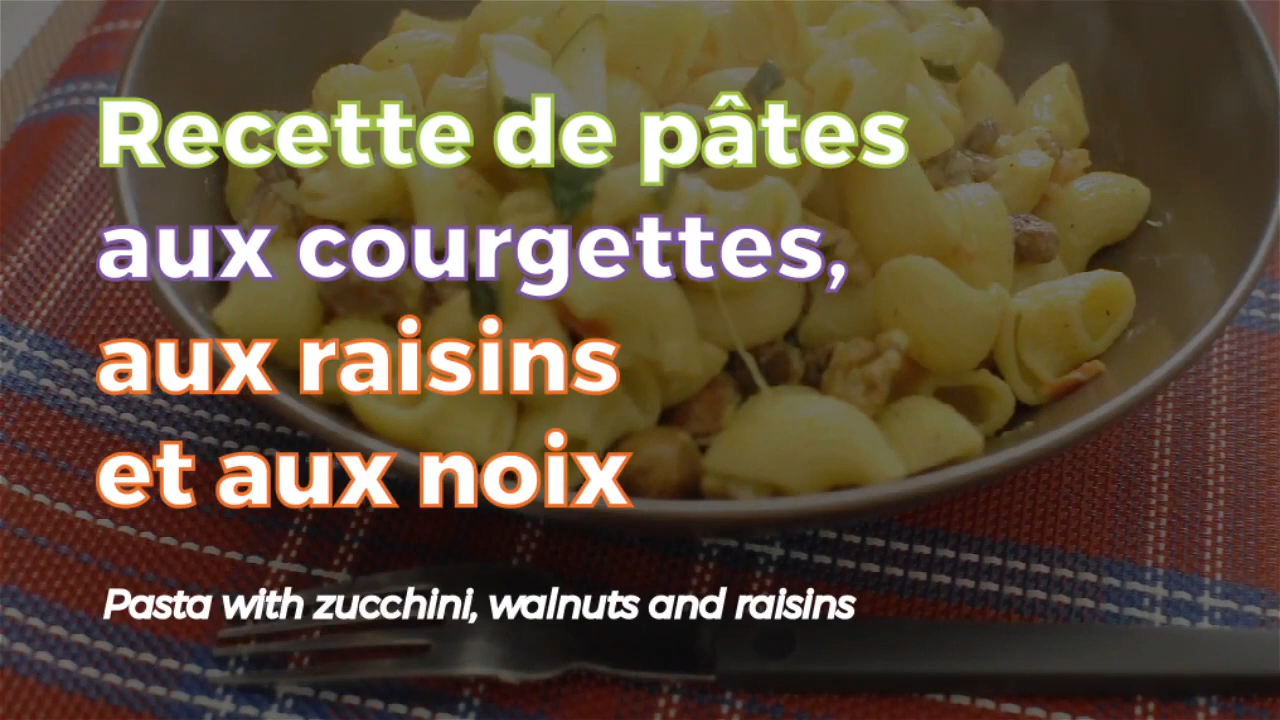 Recette de pâtes
aux courgettes,
aux raisins
et aux noix
Pasta with zucchini, walnuts and raisins